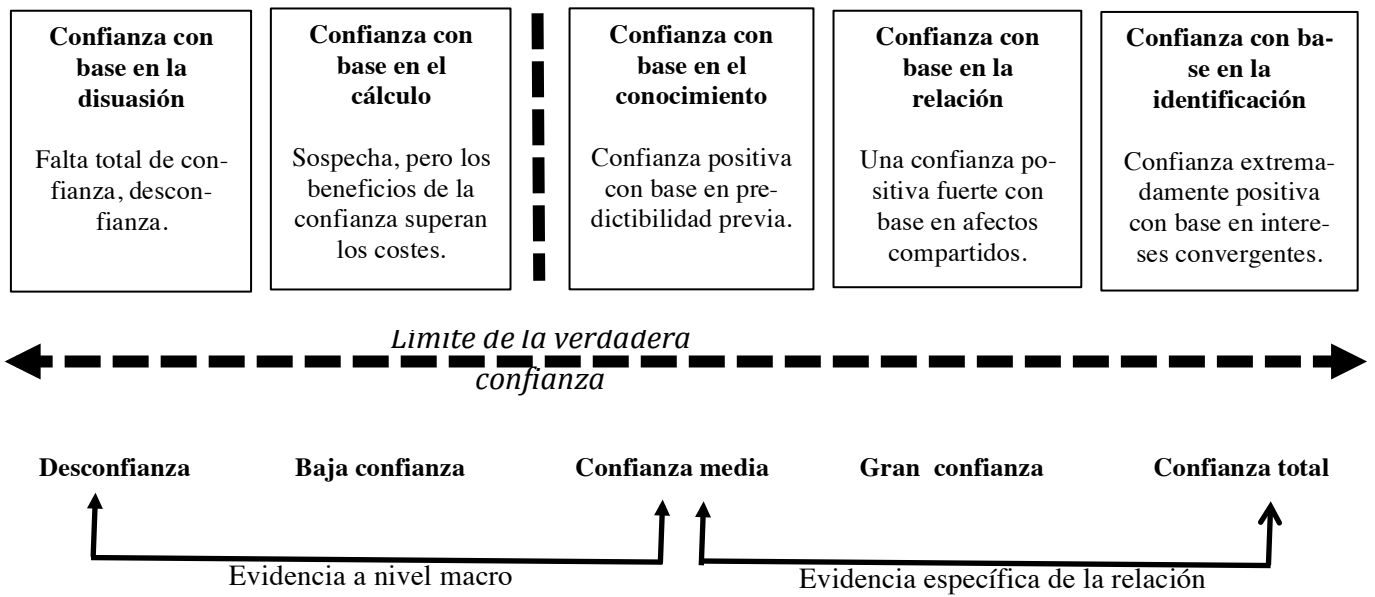 Confianza con
base en la
disuasión
Falta total de con-
fianza, descon-
fianza.
Confianza con
base en el
cálculo
Sospecha, pero los
beneficios de la
confianza superan
los costes.
Confianza con
base en el
conocimiento
Confianza positiva
con base en pre-
dictibilidad previa.
Confianza con
base en la
relación
Una confianza po-
sitiva fuerte con
base en afectos
compartidos.
Confianza con ba-
se en la
identificación
Confianza extrema-
damente positiva
con base en intere-
ses convergentes.
Límite de la verdadera
confianza
Desconfianza
Baja confianza
Confianza media
Gran confianza
Confianza total
Evidencia a nivel macro
Evidencia específica de la relación